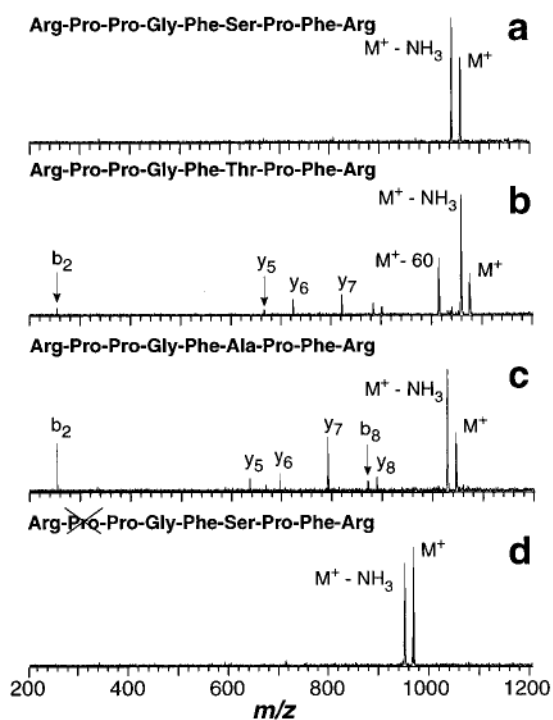 Arg-Pro-Pro-Gly-Phe-Ser-Pro-Phe-Arg
a
M+ - NH3
M+
Arg-Pro-Pro-Gly-Phe-Thr-Pro-Phe-Arg
b
M+ - NH3
M+- 60
M+
b2
y5
y6
y7
Arg-Pro-Pro-Gly-Phe-Ala-Pro-Phe-Arg
c
M+ - NH3
M+
b2
y5
y6
y7
b8
y8
Arg-Pro-Pro-Gly-Phe-Ser-Pro-Phe-Arg
d
M+
M+ - NH3
200 400 600 800 1000 1200
m/z